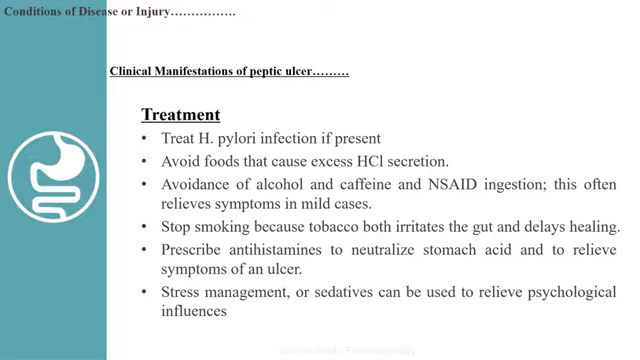 Conditions of Disease or Injury…………….
Clinical Manifestations of peptic ulcer………
Treatment
• Treat H. pylori infection if present
• Avoid foods that cause excess HCl secretion.
• Avoidance of alcohol and caffeine and NSAID ingestion; this often
relieves symptoms in mild cases.
• Stop smoking because tobacco both irritates the gut and delays healing.
• Prescribe antihistamines to neutralize stomach acid and to relieve
symptoms of an ulcer.
• Stress management, or sedatives can be used to relieve psychological
influences